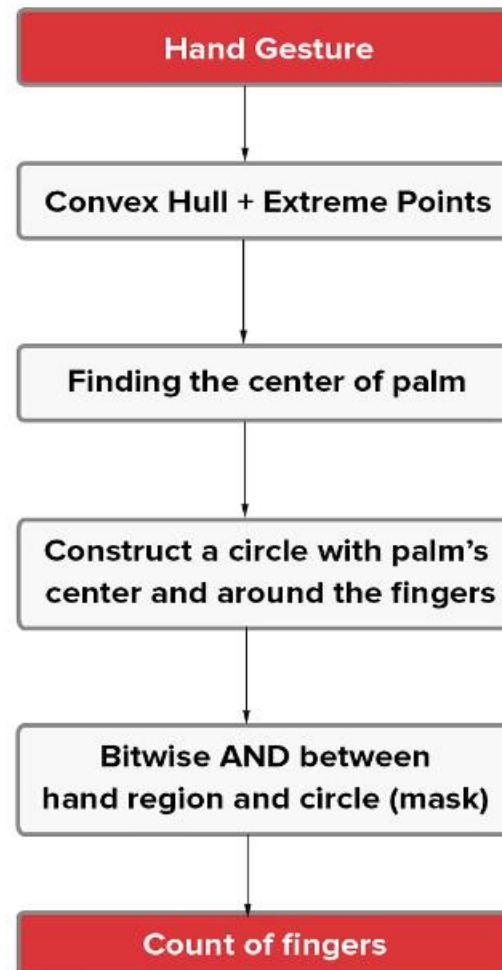 Hand Gesture
Convex Hull + Extreme Points
Finding the center of palm
Construct a circle with palm's
center and around the fingers
Bitwise AND between
hand region and circle (mask)
Count of fingers